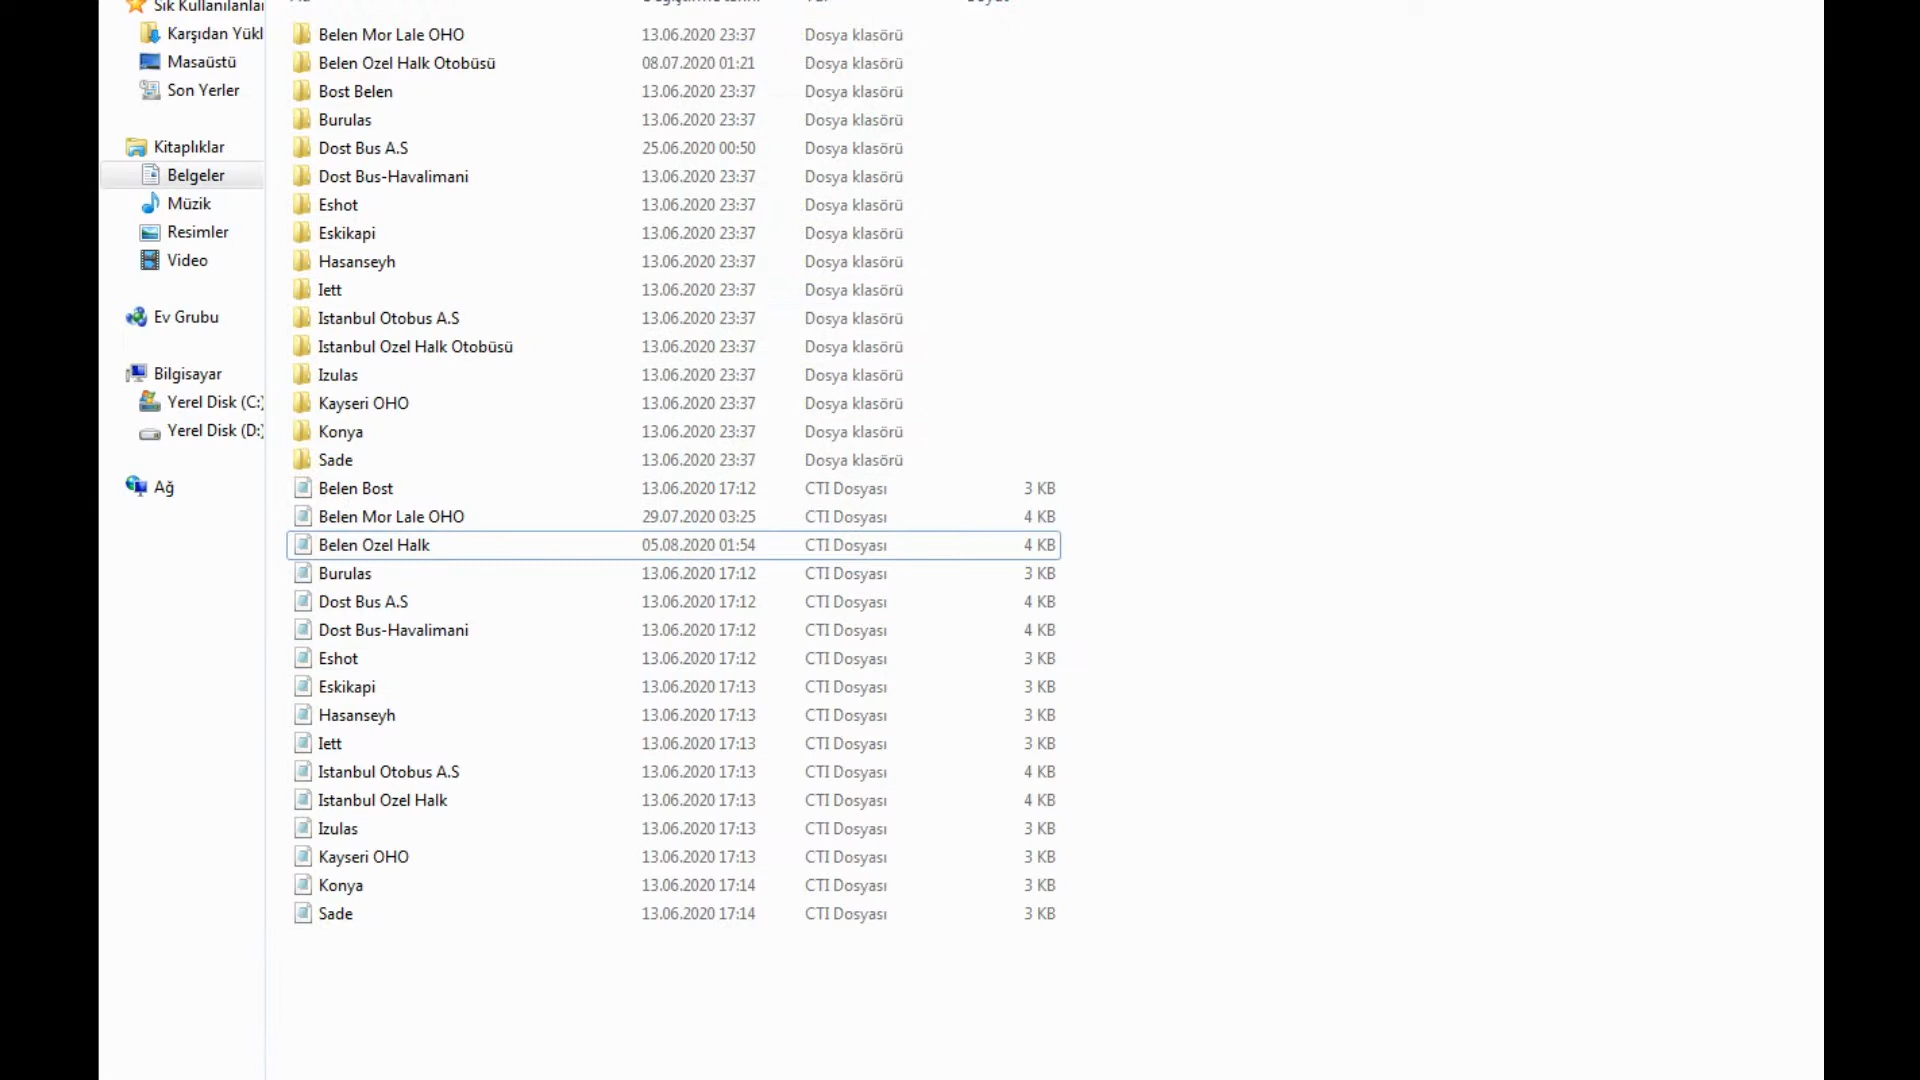 Sık Kullanılanlar
Karşıdan Yükl
Masaüstü
Son Yerler
Kitaplıklar
Belgeler
Müzik
Resimler
Video
Ev Grubu
Bilgisayar
Yerel Disk (C:)
Yerel Disk (D:)
Ağ
Belen Mor Lale OHO 13.06.2020 23:37 Dosya klasörü
Belen Ozel Halk Otobüsü 08.07.2020 01:21 Dosya klasörü
Bost Belen 13.06.2020 23:37 Dosya klasörü
Burulas 13.06.2020 23:37 Dosya klasörü
Dost Bus A.S 25.06.2020 00:50 Dosya klasörü
Dost Bus-Havalimani 13.06.2020 23:37 Dosya klasörü
Eshot 13.06.2020 23:37 Dosya klasörü
Eskikapi 13.06.2020 23:37 Dosya klasörü
Hasanseyh 13.06.2020 23:37 Dosya klasörü
Iett 13.06.2020 23:37 Dosya klasörü
Istanbul Otobus A.S 13.06.2020 23:37 Dosya klasörü
Istanbul Ozel Halk Otobüsü 13.06.2020 23:37 Dosya klasörü
Izulas 13.06.2020 23:37 Dosya klasörü
Kayseri OHO 13.06.2020 23:37 Dosya klasörü
Konya 13.06.2020 23:37 Dosya klasörü
Sade 13.06.2020 23:37 Dosya klasörü
Belen Bost 13.06.2020 17:12 CTI Dosyası 3 KB
Belen Mor Lale OHO 29.07.2020 03:25 CTI Dosyası 4 KB
Belen Ozel Halk 05.08.2020 01:54 CTI Dosyası 4 KB
Burulas 13.06.2020 17:12 CTI Dosyası 3 KB
Dost Bus A.S 13.06.2020 17:12 CTI Dosyası 4 KB
Dost Bus-Havalimani 13.06.2020 17:12 CTI Dosyası 4 KB
Eshot 13.06.2020 17:12 CTI Dosyası 3 KB
Eskikapi 13.06.2020 17:13 CTI Dosyası 3 KB
Hasanseyh 13.06.2020 17:13 CTI Dosyası 3 KB
Iett 13.06.2020 17:13 CTI Dosyası 3 KB
Istanbul Otobus A.S 13.06.2020 17:13 CTI Dosyası 4 KB
Istanbul Ozel Halk 13.06.2020 17:13 CTI Dosyası 4 KB
Izulas 13.06.2020 17:13 CTI Dosyası 3 KB
Kayseri OHO 13.06.2020 17:13 CTI Dosyası 3 KB
Konya 13.06.2020 17:14 CTI Dosyası 3 KB
Sade 13.06.2020 17:14 CTI Dosyası 3 KB